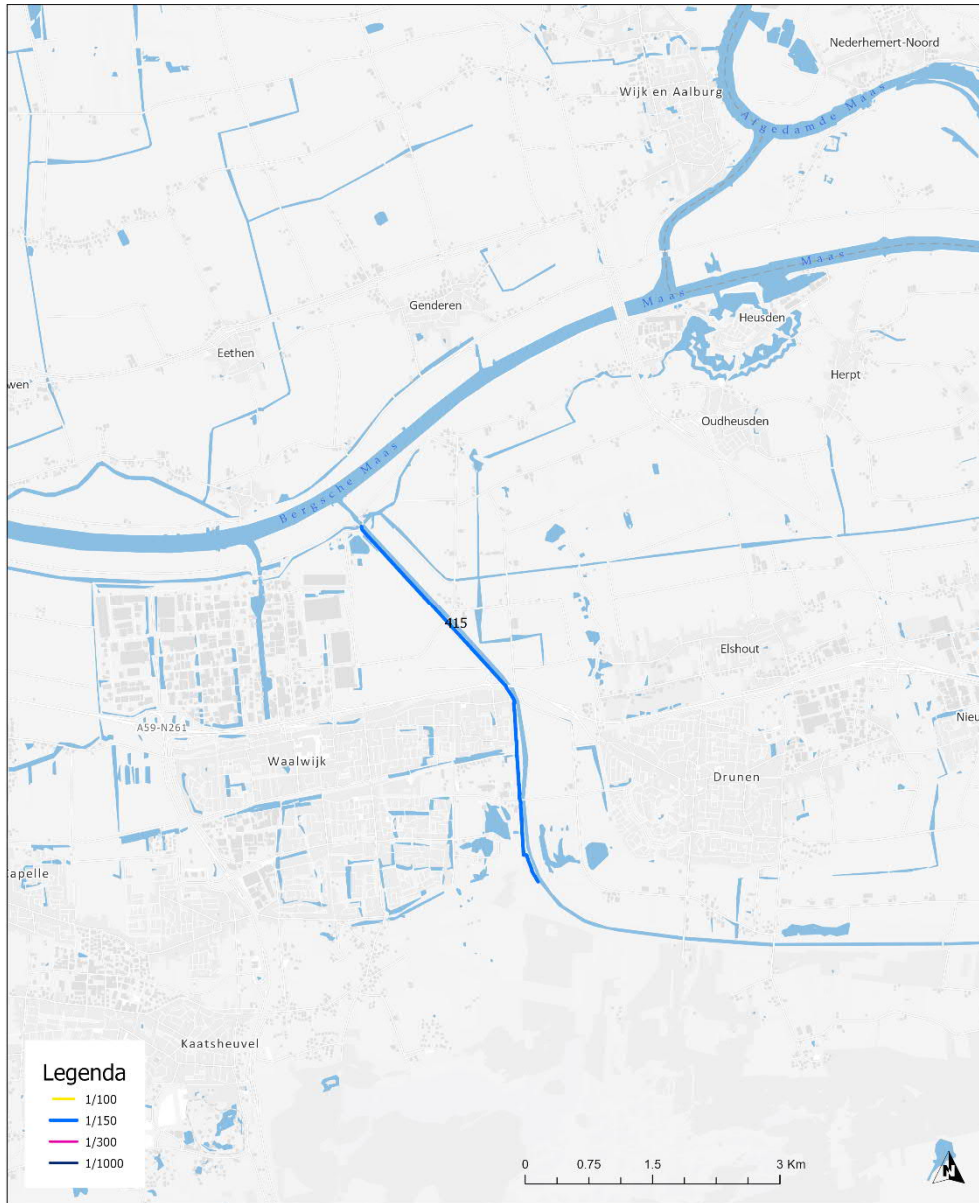 Nederhemert-Noord
Wijk en Aalburg
Afgedamde Maas
Maas
Maas
Genderen
Heusden
Eethen
Herpt
wen
Oudheusden
Bergsche Maas
415
Elshout
A59-N261
Nieu
Waalwijk
Drunen
Capelle
Kaatsheuvel
Legenda
1/100
1/150
1/300
1/1000
0 0.75 1.5 3 Km
N